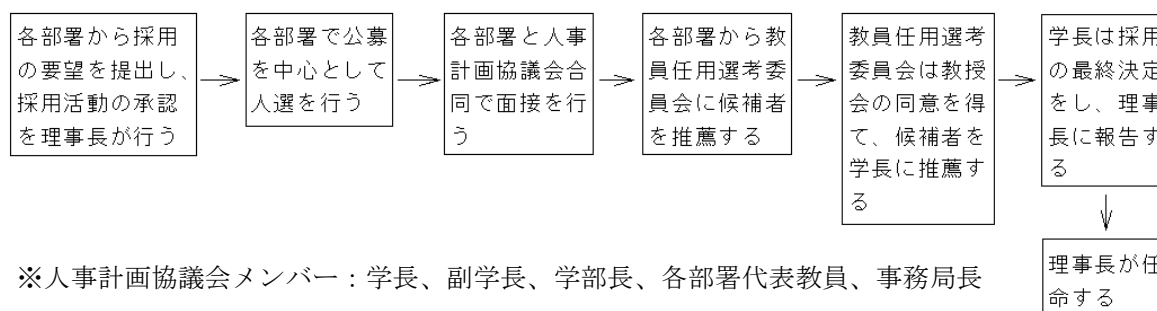 各部署から採用
の要望を提出し、
採用活動の承認
を理事長が行う
各部署で公募
を中心として
人選を行う
各部署と人事
計画協議会合
同で面接を行
う
各部署から教
員任用選考委
員会に候補者
を推薦する
教員任用選考
委員会は教授
会の同意を得
て、候補者を
学長に推薦す
る
学長は採用
の最終決定
をし、理事
長に報告す
る
理事長が任
命する
※人事計画協議会メンバー：学長、副学長、学部長、各部署代表教員、事務局長